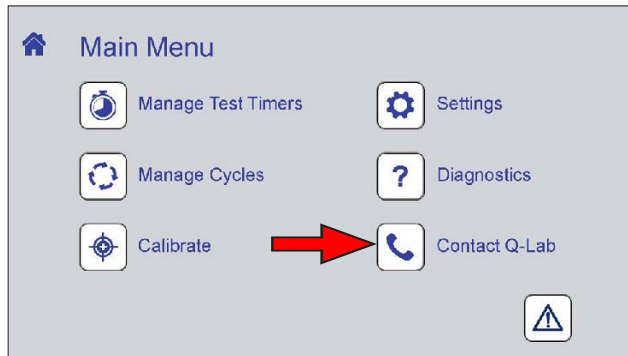 Main Menu
Manage Test Timers
Settings
Manage Cycles
?
Diagnostics
Calibrate
Contact Q-Lab